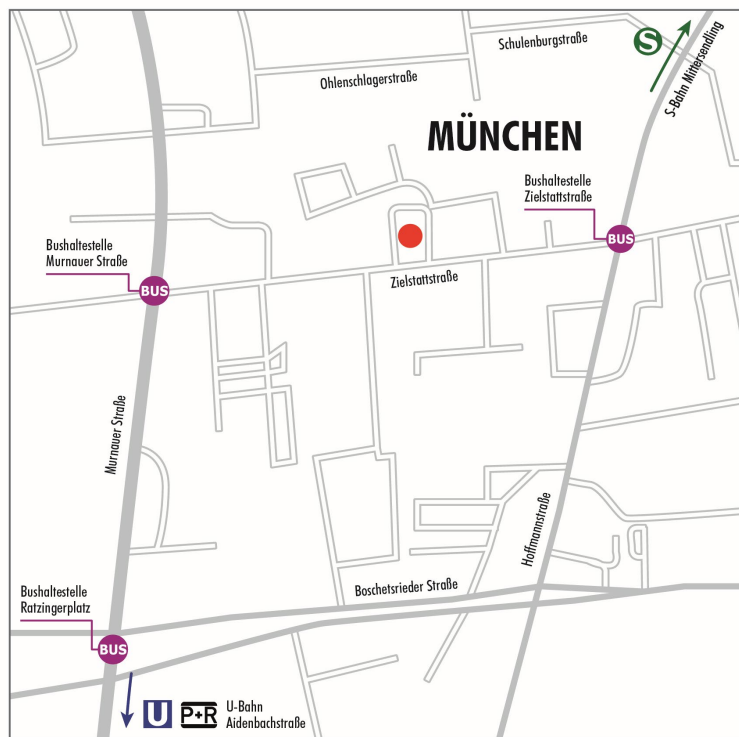 Schulenburgstraße
S
S-Bahn Mittersendling
Ohlenschlagerstraße
MÜNCHEN
Bushaltestelle
Zielstattstraße
BUS
Bushaltestelle
Murnauer Straße
BUS
Zielstattstraße
Murnauer Straße
Hoffmannstraße
Boschetsrieder Straße
Bushaltestelle
Ratzingerplatz
BUS
U
P+R
U-Bahn
Aidenbachstraße